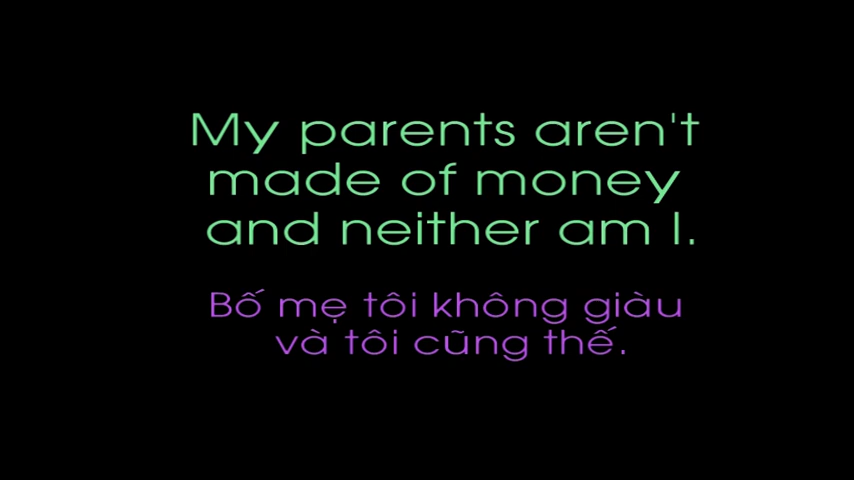 My parents aren't
made of money
and neither am I.
Bố mẹ tôi không giàu
và tôi cũng thế.